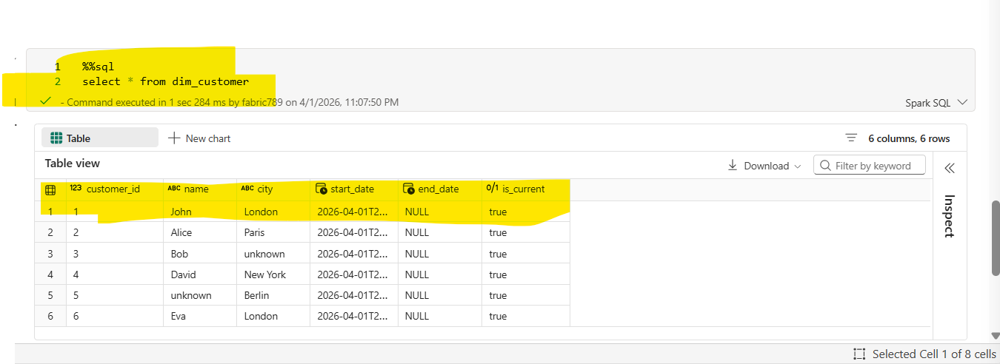 1 %%sql
2 select * from dim_customer
- Command executed in 1 sec 284 ms by fabric789 on 4/1/2026, 11:07:50 PM Spark SQL
Table New chart 6 columns, 6 rows
Table view Download Filter by keyword
123 customer_id ABC name ABC city start_date end_date 0/1 is_current
1 1 John London 2026-04-01T2... NULL true
2 2 Alice Paris 2026-04-01T2... NULL true
3 3 Bob unknown 2026-04-01T2... NULL true
4 4 David New York 2026-04-01T2... NULL true
5 5 unknown Berlin 2026-04-01T2... NULL true
6 6 Eva London 2026-04-01T2... NULL true
Inspect
Selected Cell 1 of 8 cells